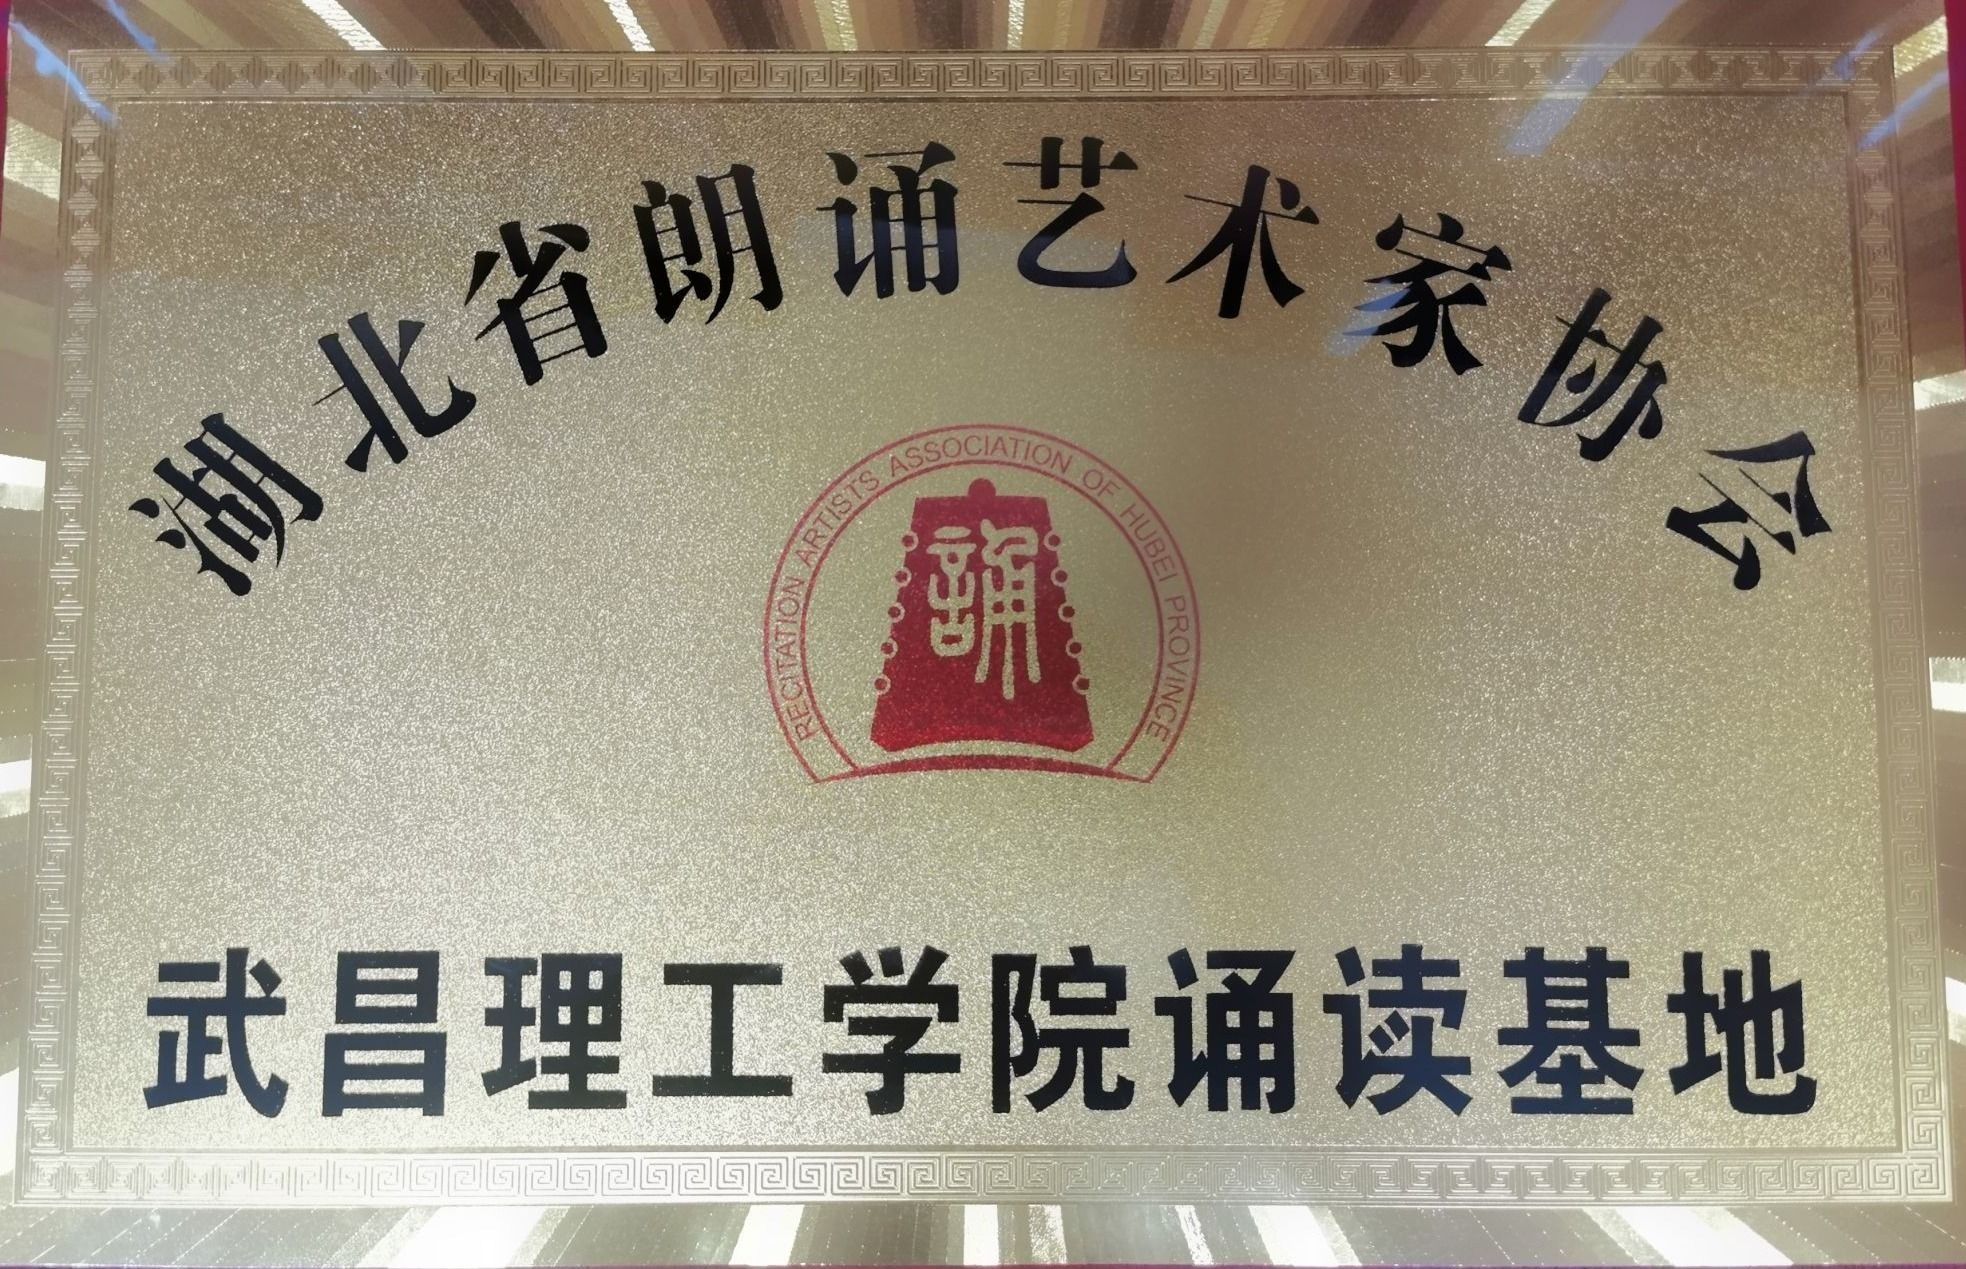 湖北省朗诵艺术家协会
RECITATION ARTISTS ASSOCIATION OF HUBEI PROVINCE
誦
武昌理工学院诵读基地